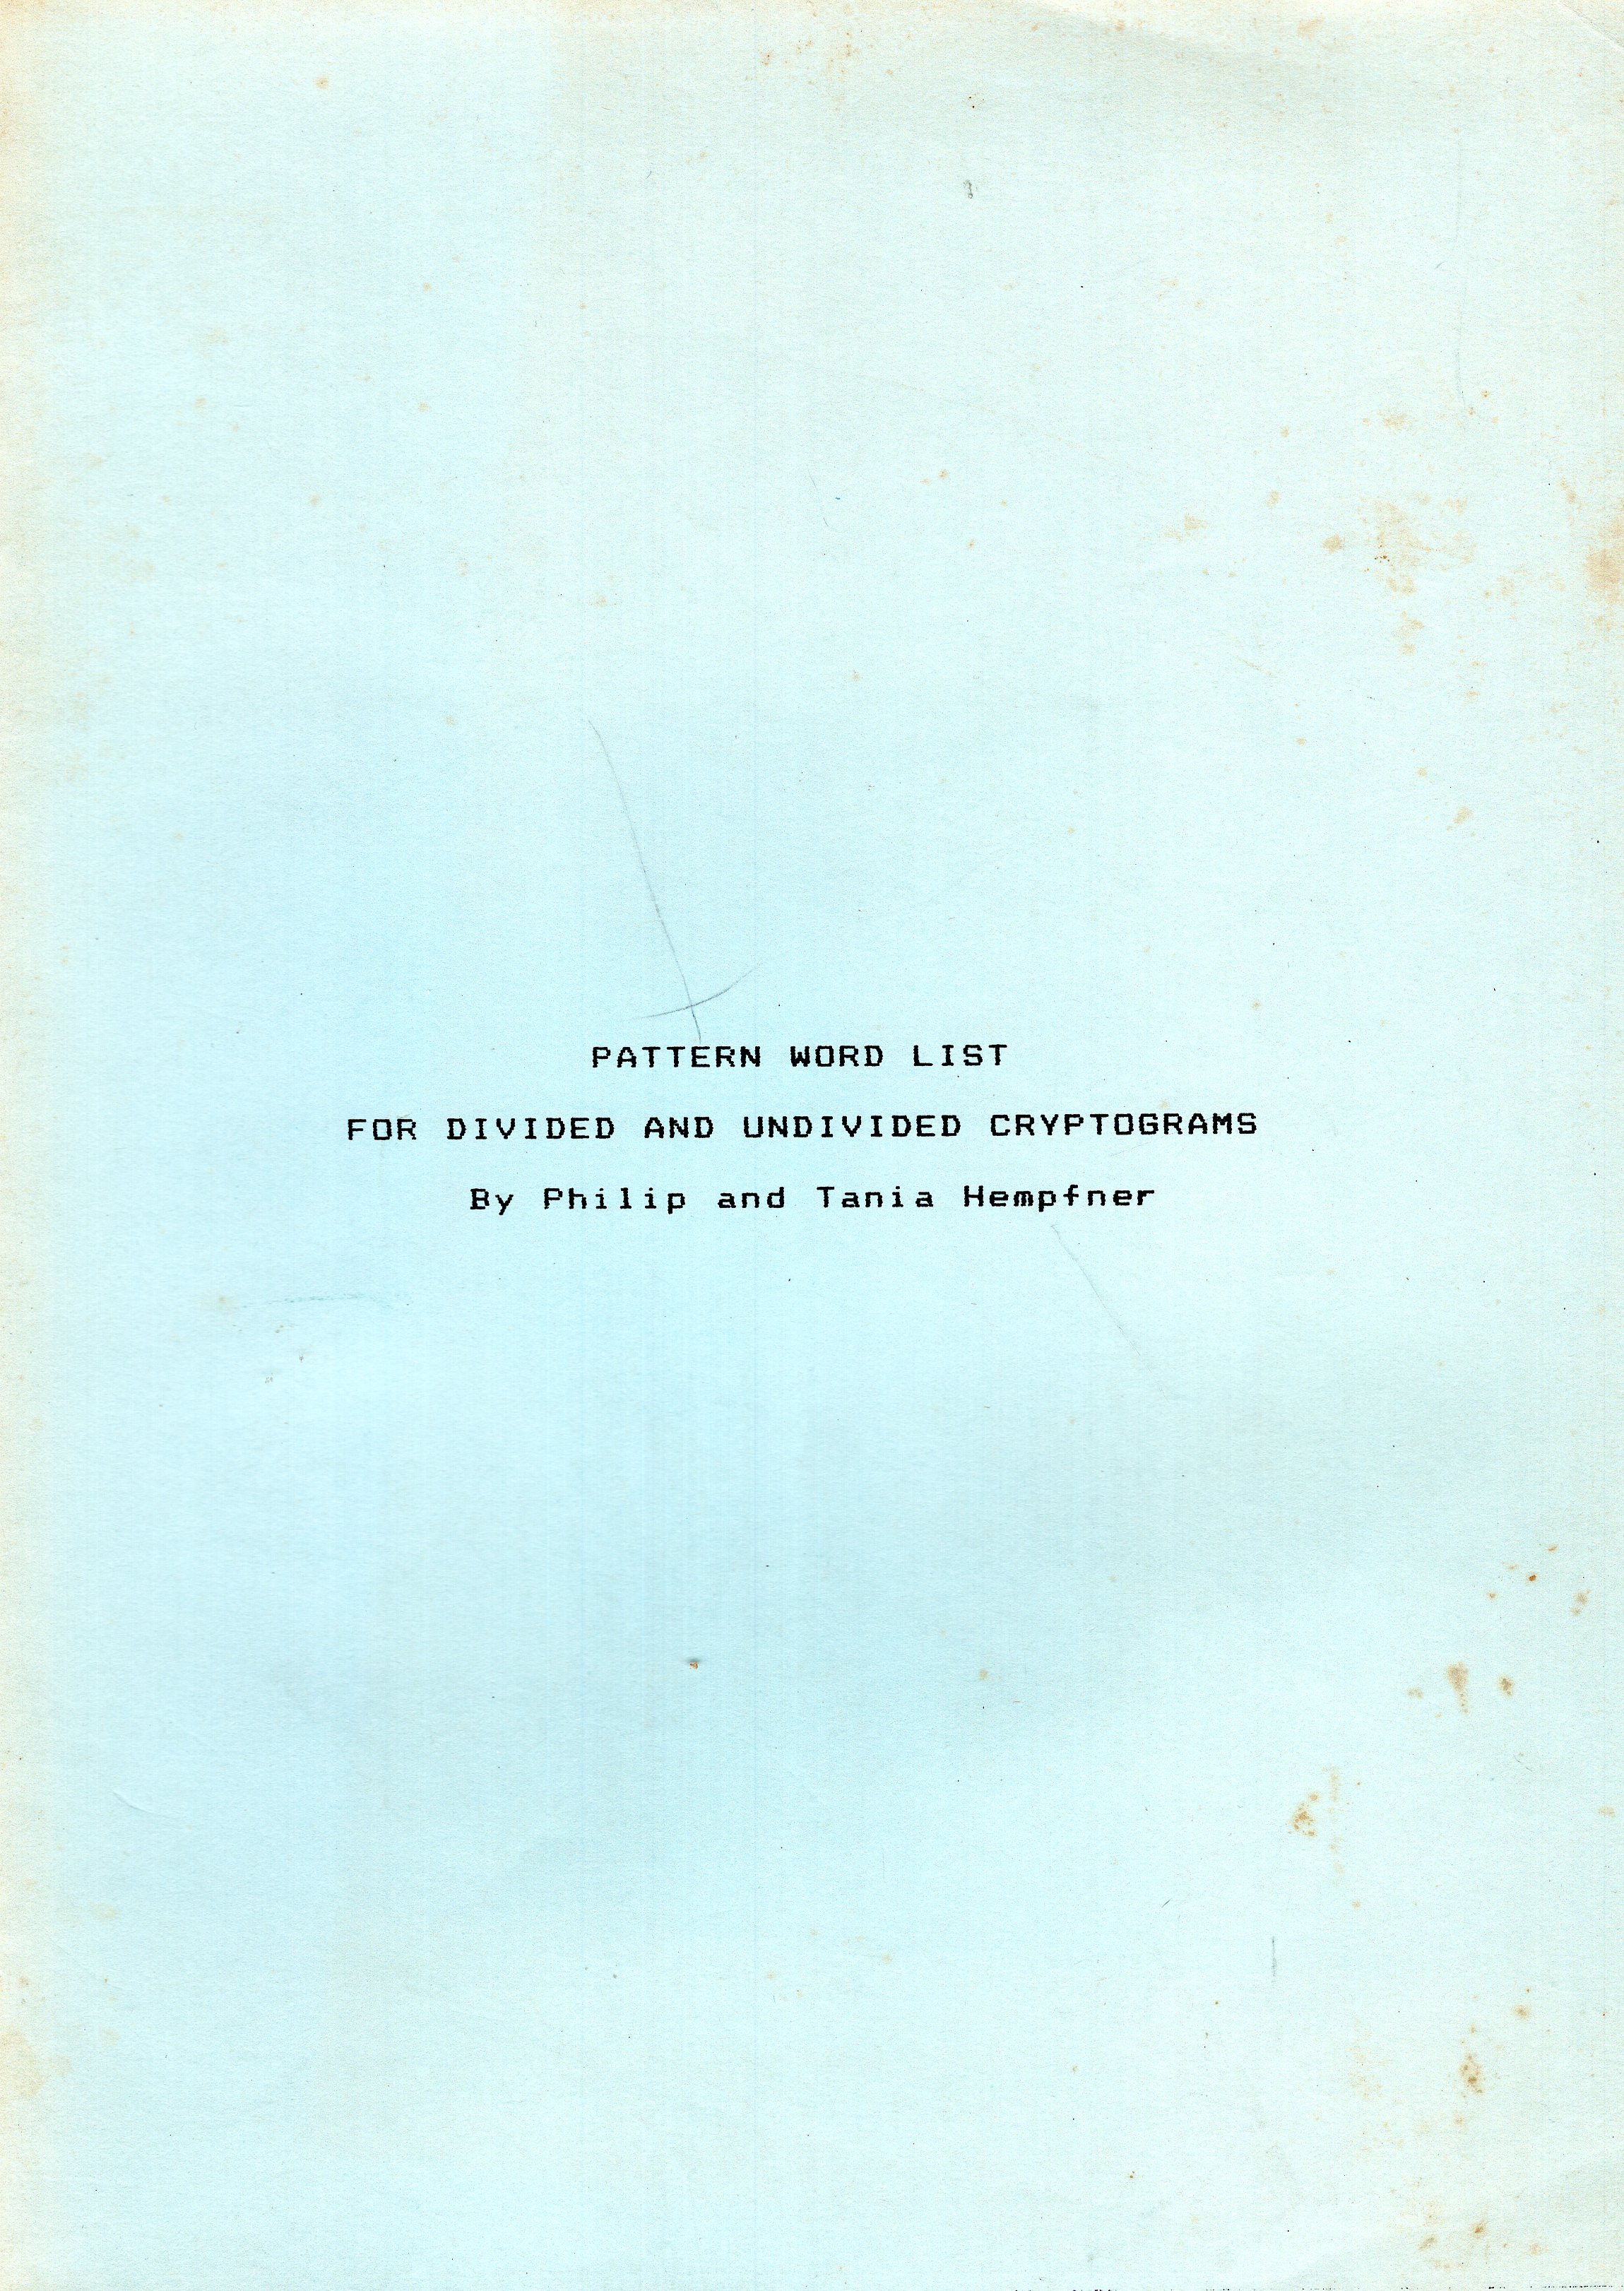 PATTERN WORD LIST
FOR DIVIDED AND UNDIVIDED CRYPTOGRAMS
By Philip and Tania Hempfner